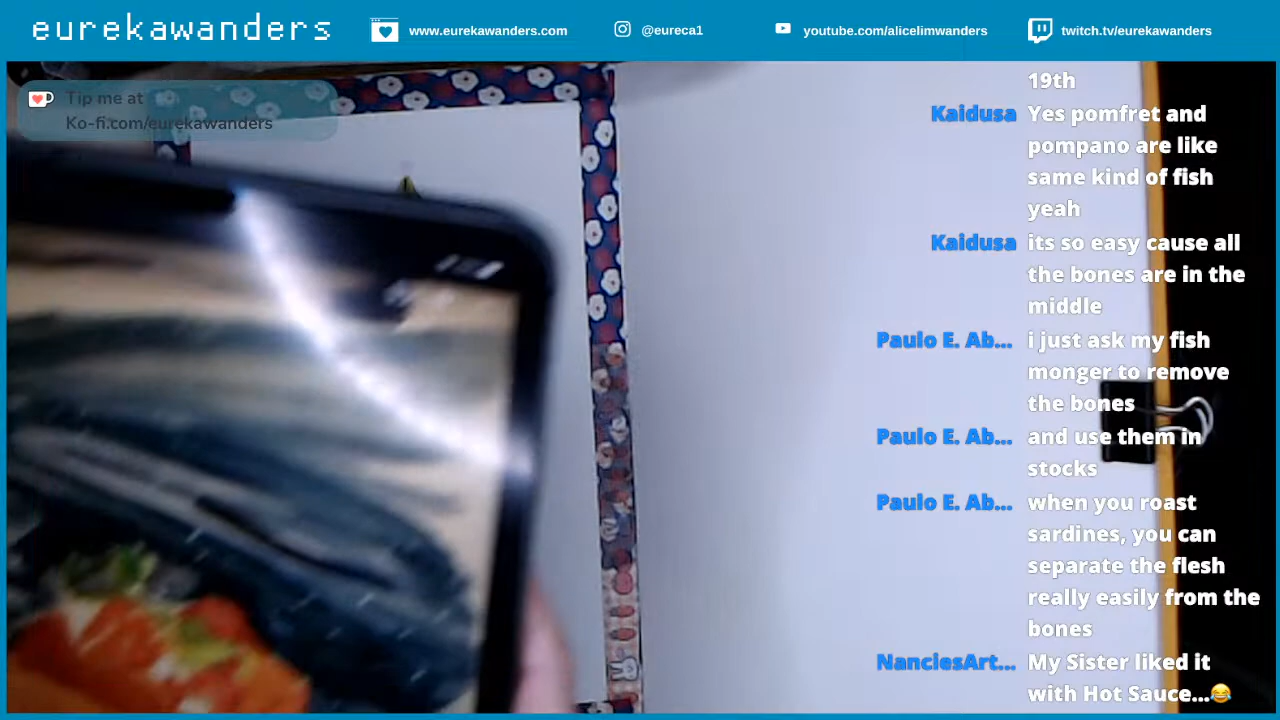 eurekawanders
www.eurekawanders.com
@eureca1
youtube.com/alicelimwanders
twitch.tv/eurekawanders
Tip me at
Ko-fi.com/eurekawanders
19th
Kaidusa Yes pomfret and
pompano are like
same kind of fish
yeah
Kaidusa its so easy cause all
the bones are in the
middle
Paulo E. Ab... i just ask my fish
monger to remove
the bones
Paulo E. Ab... and use them in
stocks
Paulo E. Ab... when you roast
sardines, you can
separate the flesh
really easily from the
bones
NanciesArt... My Sister liked it
with Hot Sauce...😂